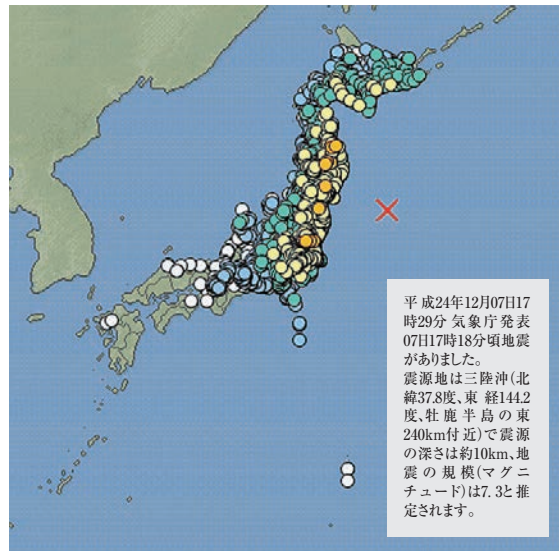 平成24年12月07日17
時29分 気象庁発表
07日17時18分頃地震
がありました。
震源地は三陸沖(北
緯37.8度、東 経144.2
度、牡鹿半島の東
240km付近)で震源
の深さは約10km、地
震の規模(マグニ
チュード)は7.3と推
定されます。